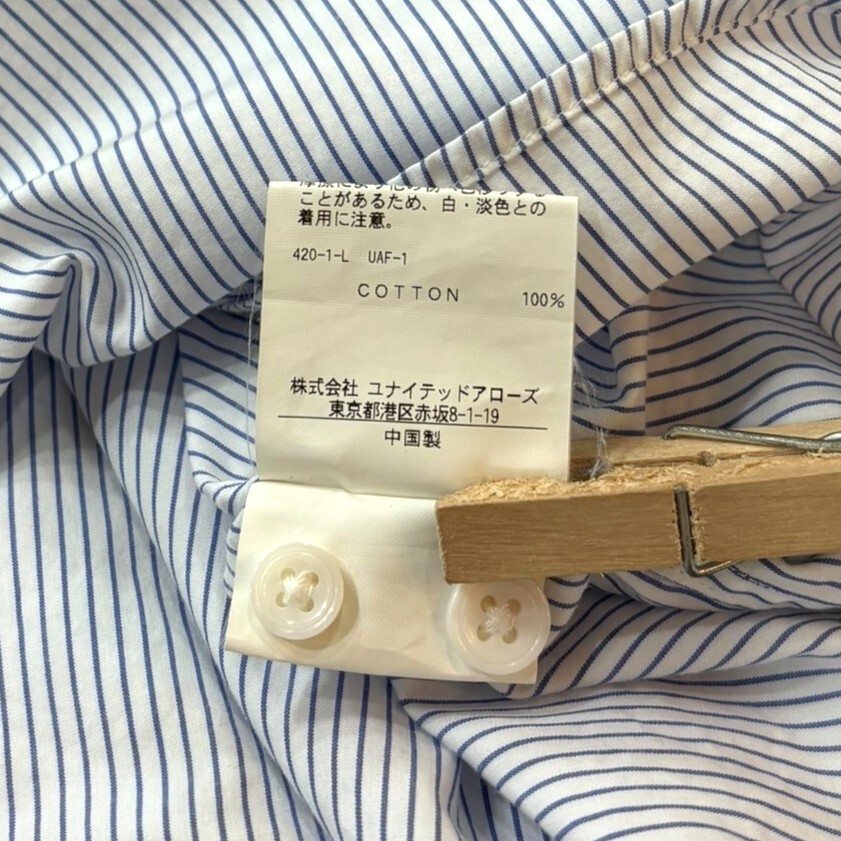 ことがあるため、白・淡色との
着用に注意。
420-1-L UAF-1
COTTON 100%
株式会社 ユナイテッドアローズ
東京都港区赤坂8-1-19
中国製